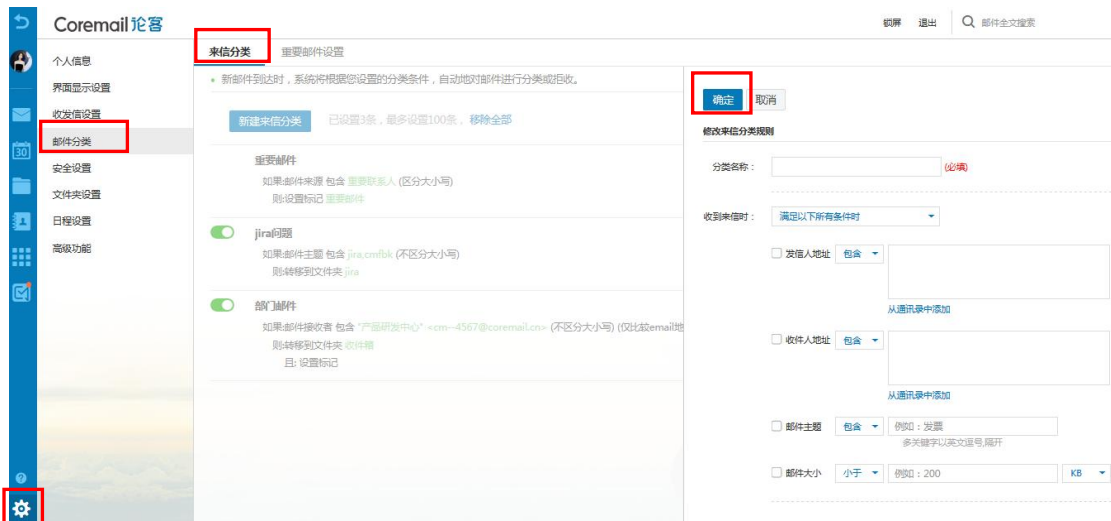 Coremail论客
锁屏 退出 邮件全文搜索
个人信息
界面显示设置
收发信设置
邮件分类
安全设置
文件夹设置
日程设置
高级功能
30
来信分类 重要邮件设置
新邮件到达时，系统将根据您设置的分类条件，自动地对邮件进行分类或拒收。
新建来信分类 已设置3条，最多设置100条， 移除全部
重要邮件
如果:邮件来源 包含 重要联系人 (区分大小写)
则:设置标记 重要邮件
jira问题
如果:邮件主题 包含 jira,cmfbk (不区分大小写)
则:转移到文件夹 jira
部门邮件
如果:邮件接收者 包含 "产品研发中心" <cm--4567@coremail.cn> (不区分大小写) (仅比较email地
则:转移到文件夹 收件箱
且: 设置标记
确定 取消
修改来信分类规则
分类名称： (必填)
收到来信时： 满足以下所有条件时
发信人地址 包含
从通讯录中添加
收件人地址 包含
从通讯录中添加
邮件主题 包含 例如：发票
多关键字以英文逗号,隔开
邮件大小 小于 例如：200 KB